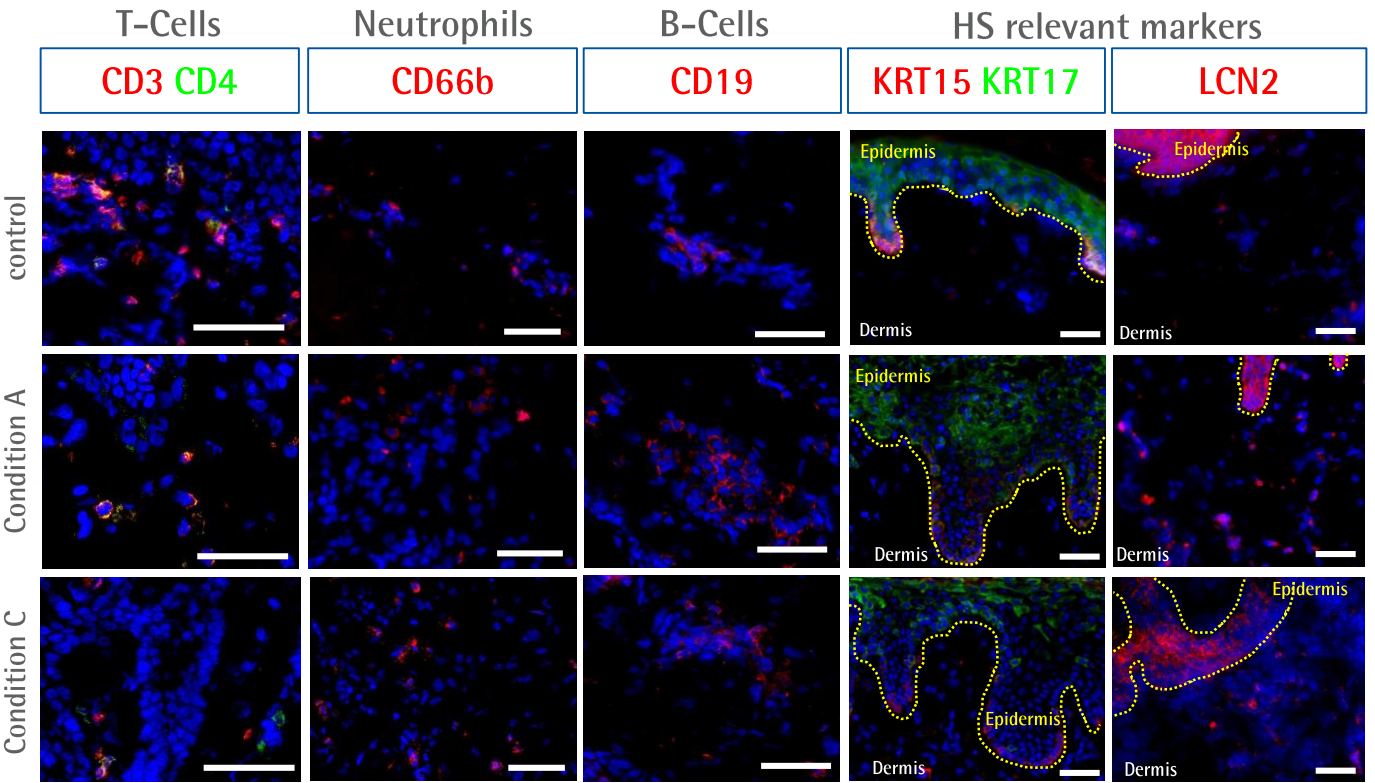 T-Cells Neutrophils B-Cells HS relevant markers
CD3 CD4 CD66b CD19 KRT15 KRT17 LCN2
control
Epidermis
Dermis
Epidermis
Dermis
Condition A
Epidermis
Dermis
Dermis
Condition C
Epidermis
Dermis
Epidermis
Dermis